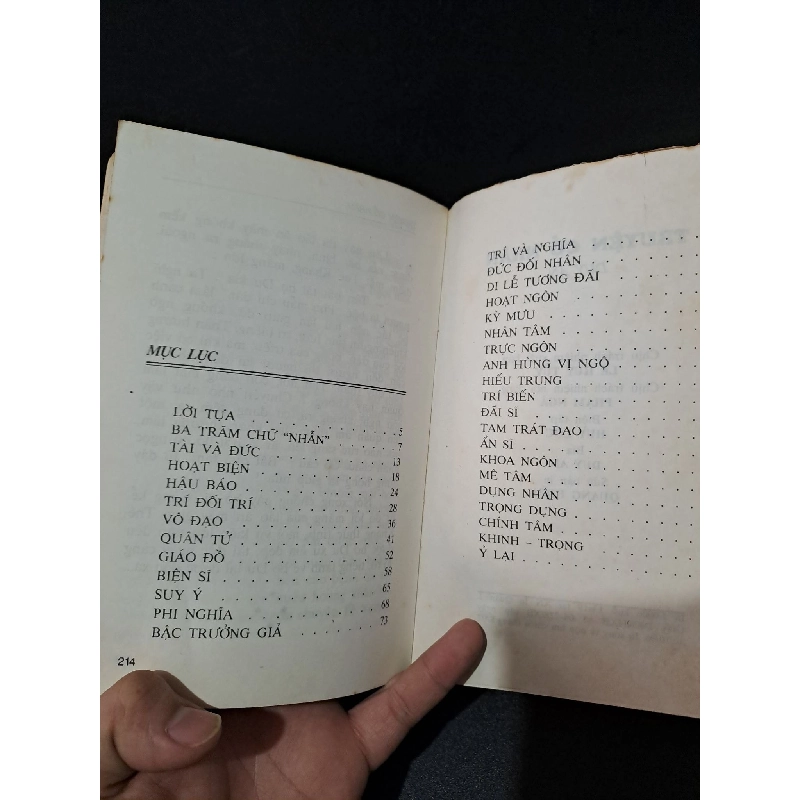 MỤC LỤC
LỜI TỰA . . . . . . . . . . . . 5
BA TRĂM CHỮ "NHẪN" . . . . . . 7
TÀI VÀ ĐỨC . . . . . . . . . . 13
HOẠT BIỆN . . . . . . . . . . . 18
HẬU BÁO . . . . . . . . . . . . 24
TRÍ ĐỐI TRÍ . . . . . . . . . . 28
VÔ ĐẠO . . . . . . . . . . . . 36
QUÂN TỬ . . . . . . . . . . . . 41
GIÁO ĐỒ . . . . . . . . . . . . 52
BIỆN SĨ . . . . . . . . . . . . 58
SUY Ý . . . . . . . . . . . . . 65
PHI NGHĨA . . . . . . . . . . . 68
BẬC TRƯỞNG GIẢ . . . . . . . . 73
214
TRÍ VÀ NGHĨA . . . . . . . . .
ĐỨC ĐỐI NHÂN . . . . . . . . .
DI LỄ TƯƠNG ĐÃI . . . . . . . .
HOẠT NGÔN . . . . . . . . . . .
KỲ MƯU . . . . . . . . . . . .
NHÂN TÂM . . . . . . . . . . .
TRỰC NGÔN . . . . . . . . . . .
ANH HÙNG VỊ NGỘ . . . . . . . .
HIẾU TRUNG . . . . . . . . . .
TRÍ BIẾN . . . . . . . . . . .
ĐÃI SĨ . . . . . . . . . . . .
TAM TRÁT ĐAO . . . . . . . . .
ẨN SĨ . . . . . . . . . . . . .
KHOA NGÔN . . . . . . . . . . .
MÊ TÂM . . . . . . . . . . . .
DỤNG NHÂN . . . . . . . . . . .
TRỌNG DỤNG . . . . . . . . . .
CHÍNH TÂM . . . . . . . . . . .
KHINH – TRỌNG . . . . . . . . .
Ỷ LẠI . . . . . . . . . . . . .